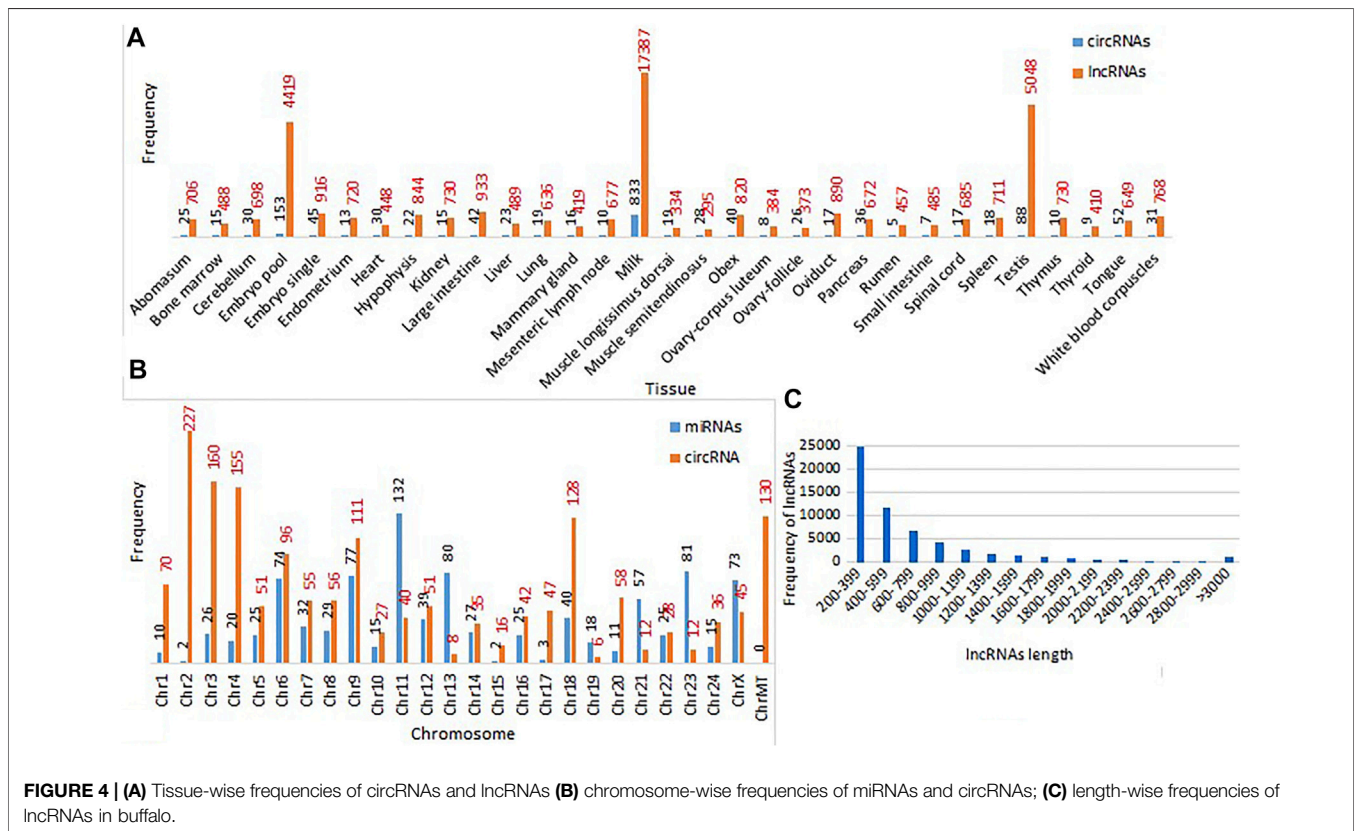 A
Frequency
circRNAs
lncRNAs
25 706
15 488
30 698
153 4419
45 916
13 720
30 448
22 844
15 730
42 933
23 489
19 636
16 419
10 677
833 17387
19 334
28 295
40 820
8 384
26 373
17 890
36 672
5 457
7 485
17 685
18 711
88 5048
10 730
9 410
52 649
31 768
Abomasum
Bone marrow
Cerebellum
Embryo pool
Embryo single
Endometrium
Heart
Hypophysis
Kidney
Large intestine
Liver
Lung
Mammary gland
Mesenteric lymph node
Milk
Muscle longissimus dorsai
Muscle semitendinosus
Obex
Ovary-corpus luteum
Ovary-follicle
Oviduct
Pancreas
Rumen
Small intestine
Spinal cord
Spleen
Testis
Thymus
Thyroid
Tongue
White blood corpuscles
Tissue
B
Frequency
miRNAs
circRNA
10 70
2 227
26 160
20 155
25 51
74 96
32 55
29 56
77 111
15 27
132 40
39 51
80 8
27 35
2 16
25 42
3 47
40 128
18 6
11 58
57 12
25 28
81 12
15 36
73 45
0 130
Chr1
Chr2
Chr3
Chr4
Chr5
Chr6
Chr7
Chr8
Chr9
Chr10
Chr11
Chr12
Chr13
Chr14
Chr15
Chr16
Chr17
Chr18
Chr19
Chr20
Chr21
Chr22
Chr23
Chr24
ChrX
ChrMT
Chromosome
C
Frequency of lncRNAs
25000
20000
15000
10000
5000
0
200-399
400-599
600-799
800-999
1000-1199
1200-1399
1400-1599
1600-1799
1800-1999
2000-2199
2200-2399
2400-2599
2600-2799
2800-2999
>3000
lncRNAs length
FIGURE 4 | (A) Tissue-wise frequencies of circRNAs and lncRNAs (B) chromosome-wise frequencies of miRNAs and circRNAs; (C) length-wise frequencies of
lncRNAs in buffalo.